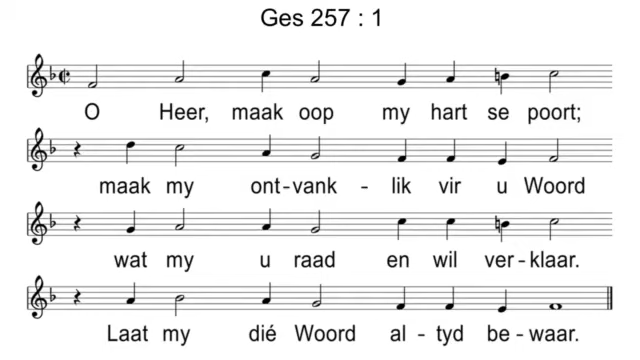 Ges 257 : 1
O Heer, maak oop my hart se poort;
maak my ont-vank - lik vir u Woord
wat my u raad en wil ver-klaar.
Laat my dié Woord al - tyd be-waar.